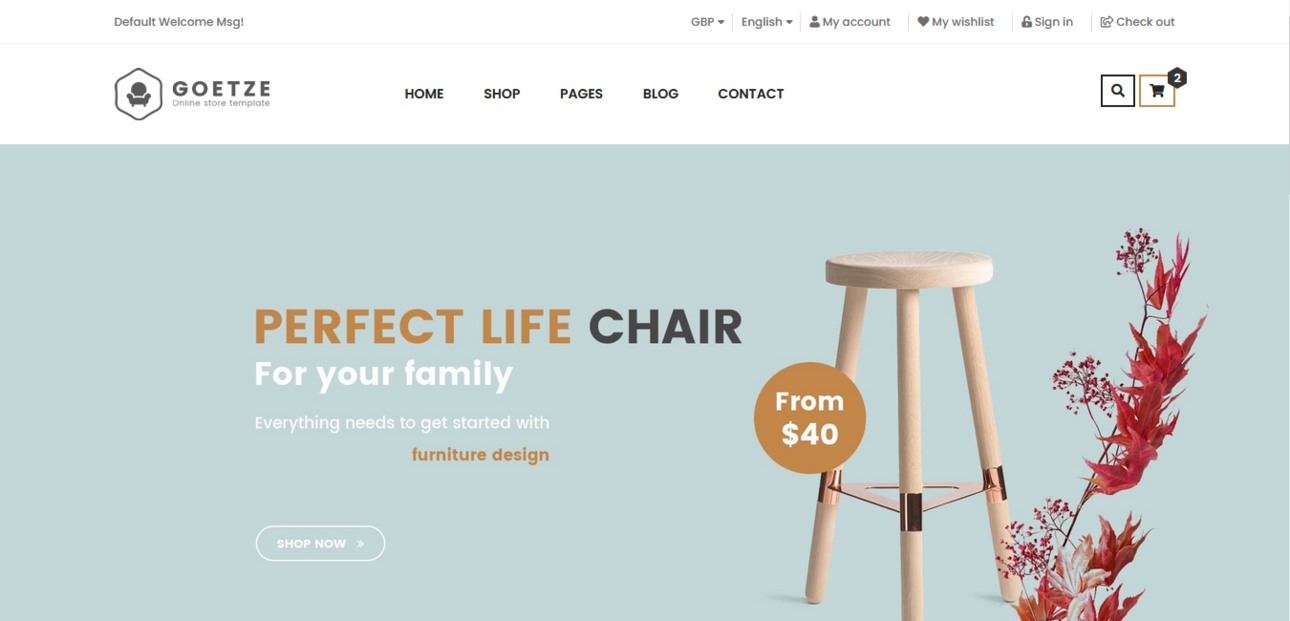 Default Welcome Msg!
GBP English My account My wishlist Sign in Check out
GOETZE
Online store template
HOME SHOP PAGES BLOG CONTACT
2
PERFECT LIFE CHAIR
For your family
Everything needs to get started with
furniture design
From
$40
SHOP NOW »